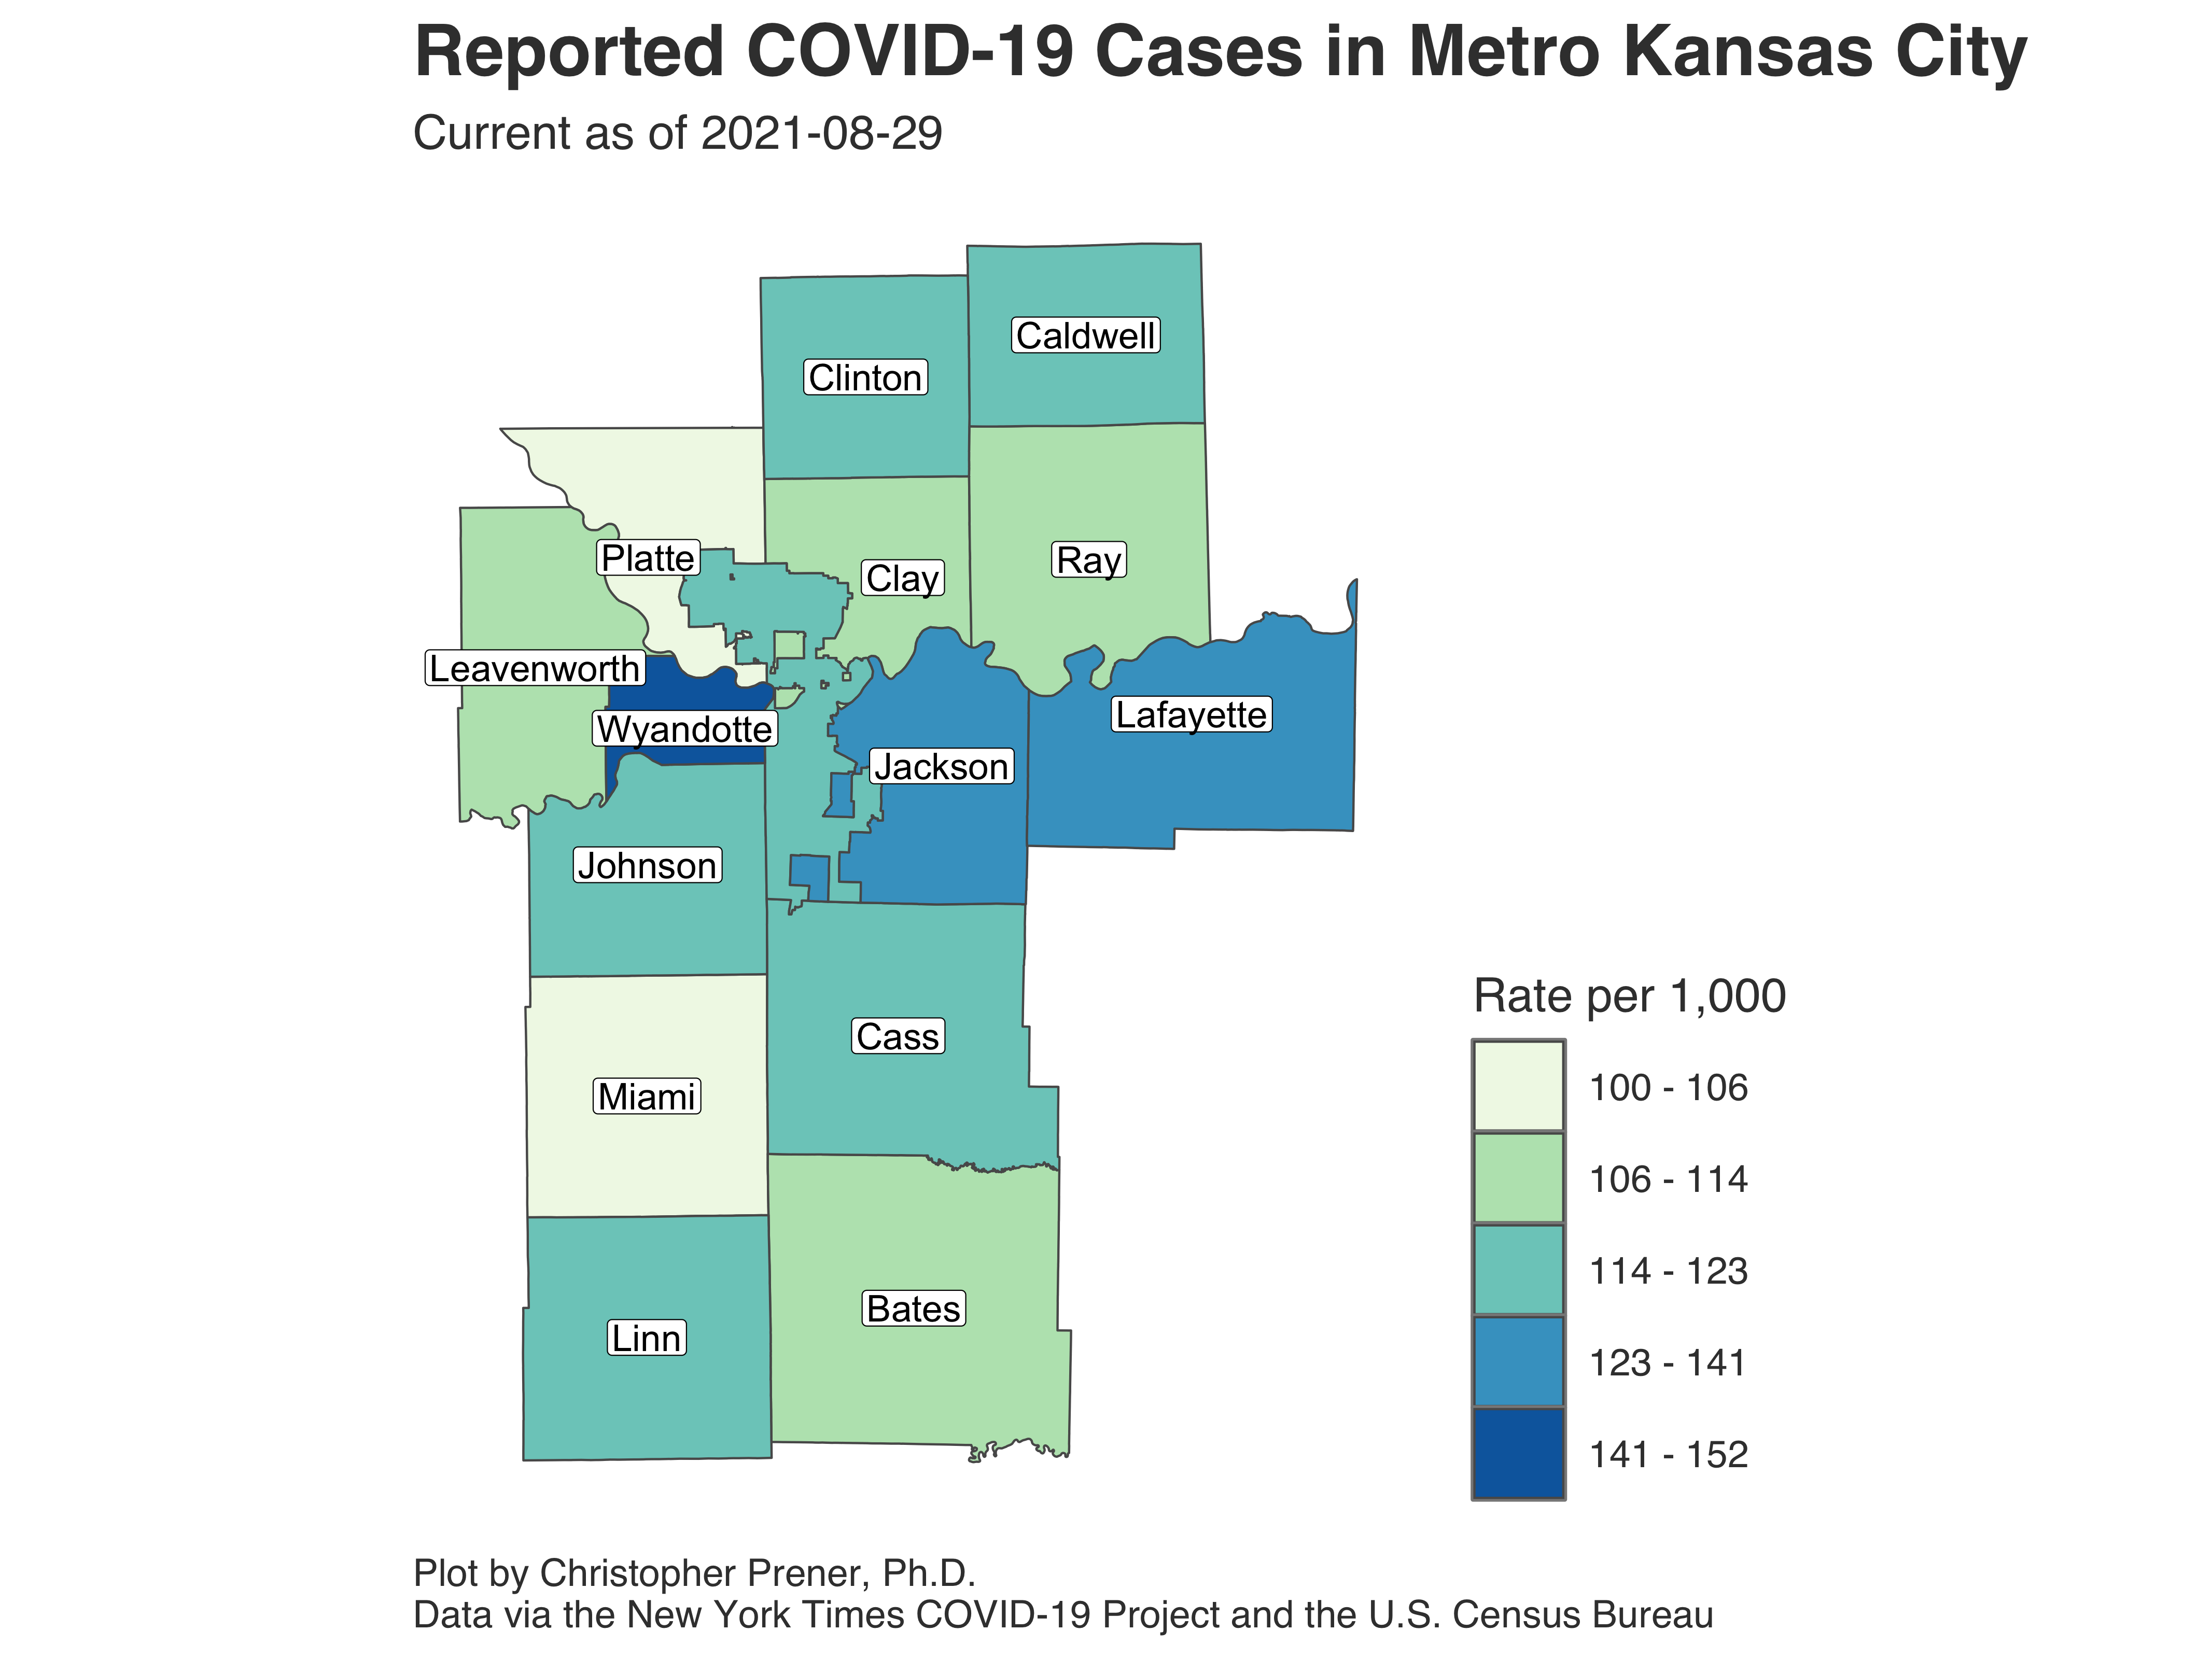 Reported COVID-19 Cases in Metro Kansas City
Current as of 2021-08-29
Caldwell
Clinton
Platte
Clay
Ray
Leavenworth
Wyandotte
Lafayette
Jackson
Johnson
Cass
Miami
Bates
Linn
Rate per 1,000
100 - 106
106 - 114
114 - 123
123 - 141
141 - 152
Plot by Christopher Prener, Ph.D.
Data via the New York Times COVID-19 Project and the U.S. Census Bureau